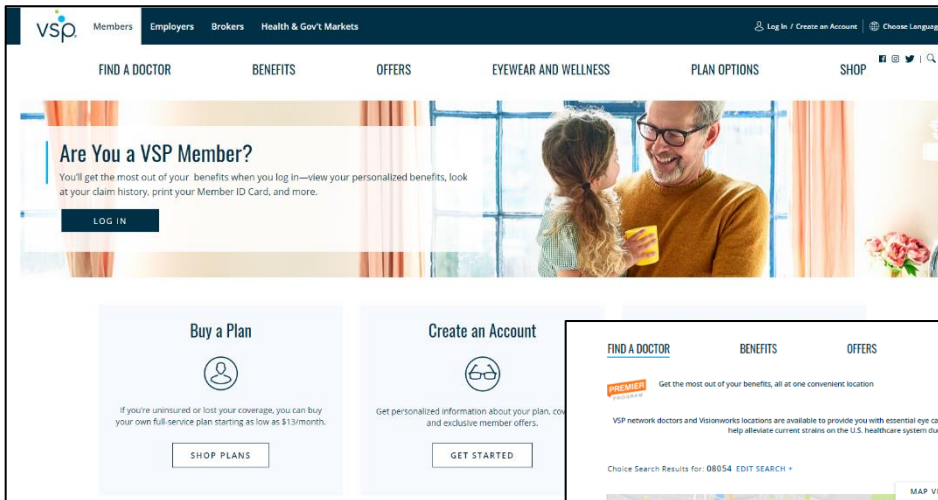 vsp Members Employers Brokers Health & Gov't Markets Log In / Create an Account Choose Language
FIND A DOCTOR BENEFITS OFFERS EYEWEAR AND WELLNESS PLAN OPTIONS SHOP
Are You a VSP Member?
You'll get the most out of your benefits when you log in—view your personalized benefits, look
at your claim history, print your Member ID Card, and more.
LOG IN
Buy a Plan
If you're uninsured or lost your coverage, you can buy
your own full-service plan starting as low as $13/month.
SHOP PLANS
Create an Account
Get personalized information about your plan, cov
and exclusive member offers.
GET STARTED
FIND A DOCTOR BENEFITS OFFERS
PREMIER
PROGRAM
Get the most out of your benefits, all at one convenient location
VSP network doctors and Visionworks locations are available to provide you with essential eye ca
help alleviate current strains on the U.S. healthcare system du
Choice Search Results for: 08054 EDIT SEARCH +
MAP VI